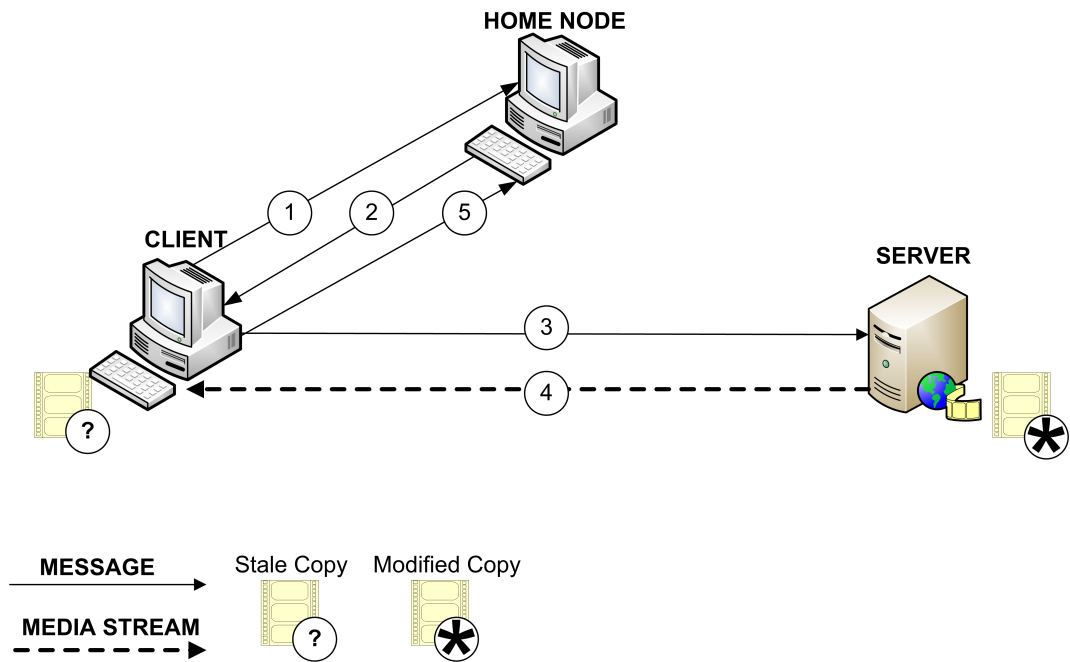 HOME NODE
1
2
5
CLIENT
SERVER
3
4
?
*
MESSAGE
Stale Copy
Modified Copy
MEDIA STREAM
?
*